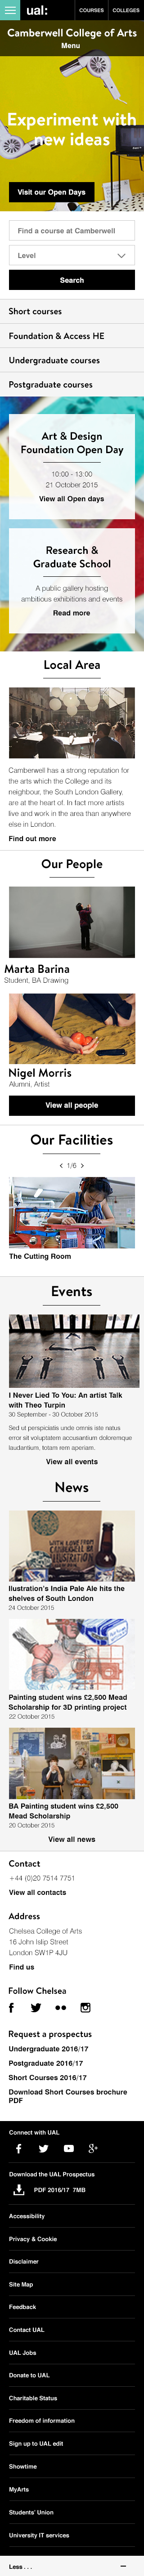 ual:
COURSES
COLLEGES
Camberwell College of Arts
Menu
Experiment with
new ideas
Visit our Open Days
Find a course at Camberwell
Level
Search
Short courses
Foundation & Access HE
Undergraduate courses
Postgraduate courses
Art & Design
Foundation Open Day
10:00 - 13:00
21 October 2015
View all Open days
Research &
Graduate School
A public gallery hosting
ambitious exhibitions and events
Read more
Local Area
Camberwell has a strong reputation for
the arts which the College and its
neighbour, the South London Gallery,
are at the heart of. In fact more artists
live and work in the area than anywhere
else in London.
Find out more
Our People
Marta Barina
Student, BA Drawing
Nigel Morris
Alumni, Artist
View all people
Our Facilities
1/6
The Cutting Room
Events
I Never Lied To You: An artist Talk
with Theo Turpin
30 September - 30 October 2015
Sed ut perspiciatis unde omnis iste natus
error sit voluptatem accusantium doloremque
laudantium, totam rem aperiam.
View all events
News
Illustration's India Pale Ale hits the
shelves of South London
24 October 2015
Painting student wins £2,500 Mead
Scholarship for 3D printing project
22 October 2015
BA Painting student wins £2,500
Mead Scholarship
20 October 2015
View all news
Contact
+44 (0)20 7514 7751
View all contacts
Address
Chelsea College of Arts
16 John Islip Street
London SW1P 4JU
Find us
Follow Chelsea
Request a prospectus
Undergraduate 2016/17
Postgraduate 2016/17
Short Courses 2016/17
Download Short Courses brochure
PDF
Connect with UAL
Download the UAL Prospectus
PDF 2016/17 7MB
Accessibility
Privacy & Cookie
Disclaimer
Site Map
Feedback
Contact UAL
UAL Jobs
Donate to UAL
Charitable Status
Freedom of information
Sign up to UAL edit
Showtime
MyArts
Students' Union
University IT services
Less . . .